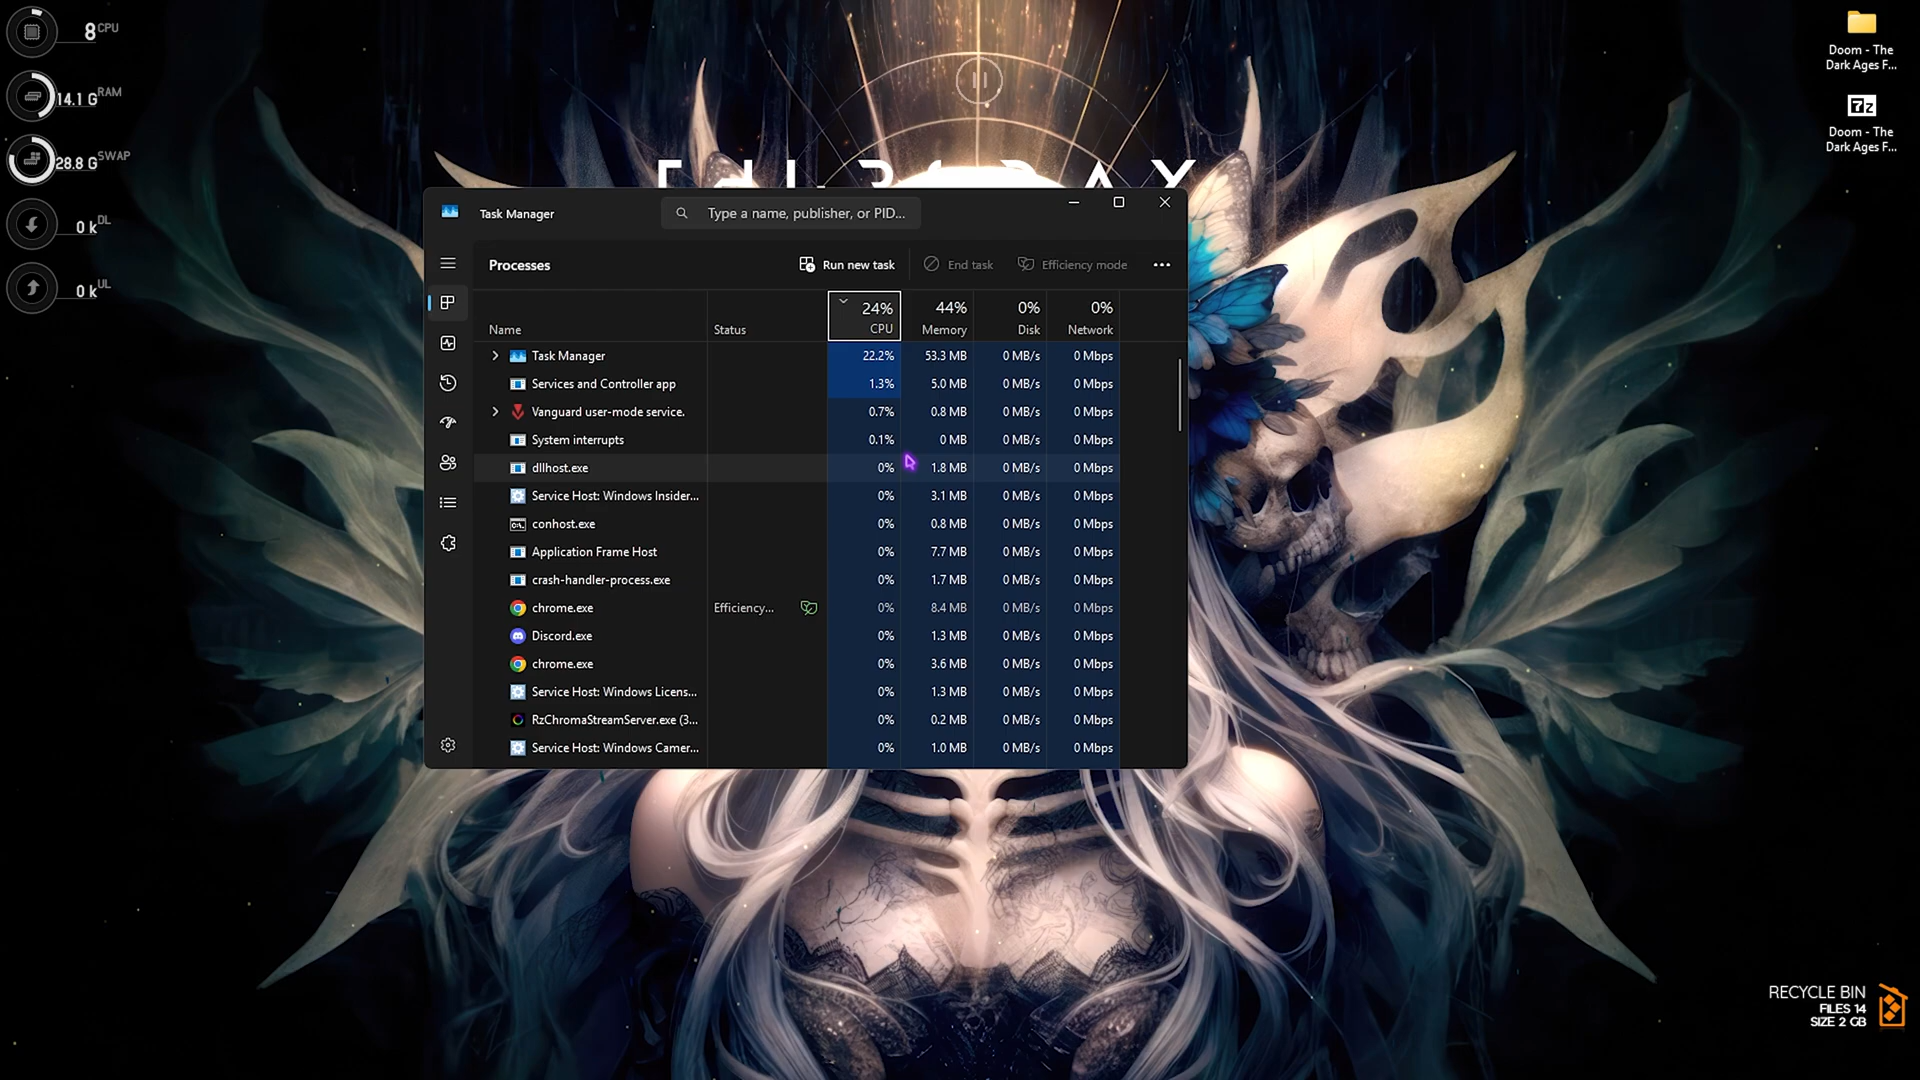 8 CPU
14.1 G RAM
28.8 G SWAP
0 k DL
0 k UL
Doom - The
Dark Ages F...
7z
Doom - The
Dark Ages F...
Task Manager
Type a name, publisher, or PID...
Processes
Run new task
End task
Efficiency mode
24% 44% 0% 0%
Name Status CPU Memory Disk Network
Task Manager 22.2% 53.3 MB 0 MB/s 0 Mbps
Services and Controller app 1.3% 5.0 MB 0 MB/s 0 Mbps
Vanguard user-mode service. 0.7% 0.8 MB 0 MB/s 0 Mbps
System interrupts 0.1% 0 MB 0 MB/s 0 Mbps
dllhost.exe 0% 1.8 MB 0 MB/s 0 Mbps
Service Host: Windows Insider... 0% 3.1 MB 0 MB/s 0 Mbps
conhost.exe 0% 0.8 MB 0 MB/s 0 Mbps
Application Frame Host 0% 7.7 MB 0 MB/s 0 Mbps
crash-handler-process.exe 0% 1.7 MB 0 MB/s 0 Mbps
chrome.exe Efficiency... 0% 8.4 MB 0 MB/s 0 Mbps
Discord.exe 0% 1.3 MB 0 MB/s 0 Mbps
chrome.exe 0% 3.6 MB 0 MB/s 0 Mbps
Service Host: Windows Licens... 0% 1.3 MB 0 MB/s 0 Mbps
RzChromaStreamServer.exe (3... 0% 0.2 MB 0 MB/s 0 Mbps
Service Host: Windows Camer... 0% 1.0 MB 0 MB/s 0 Mbps
RECYCLE BIN
FILES 14
SIZE 2 GB